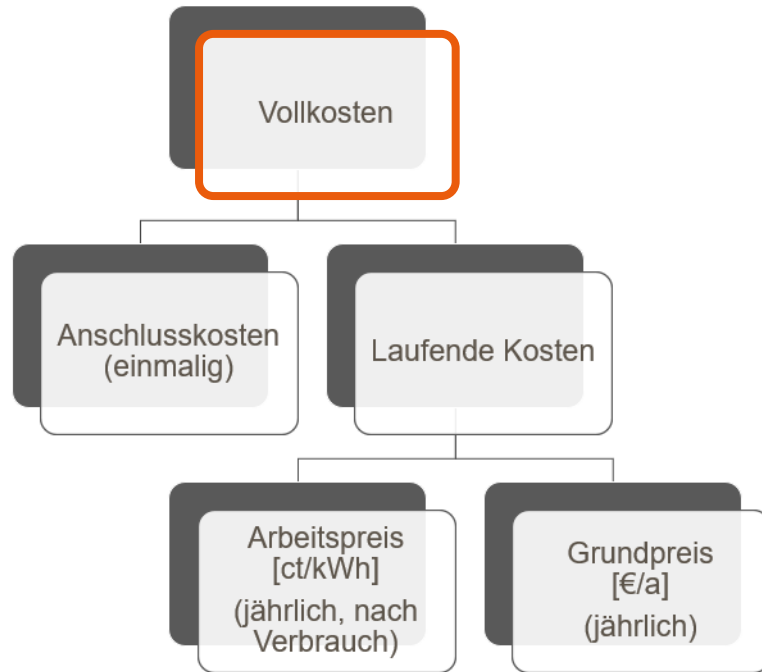 Vollkosten
Anschlusskosten
(einmalig)
Laufende Kosten
Arbeitspreis
[ct/kWh]
(jährlich, nach
Verbrauch)
Grundpreis
[€/a]
(jährlich)